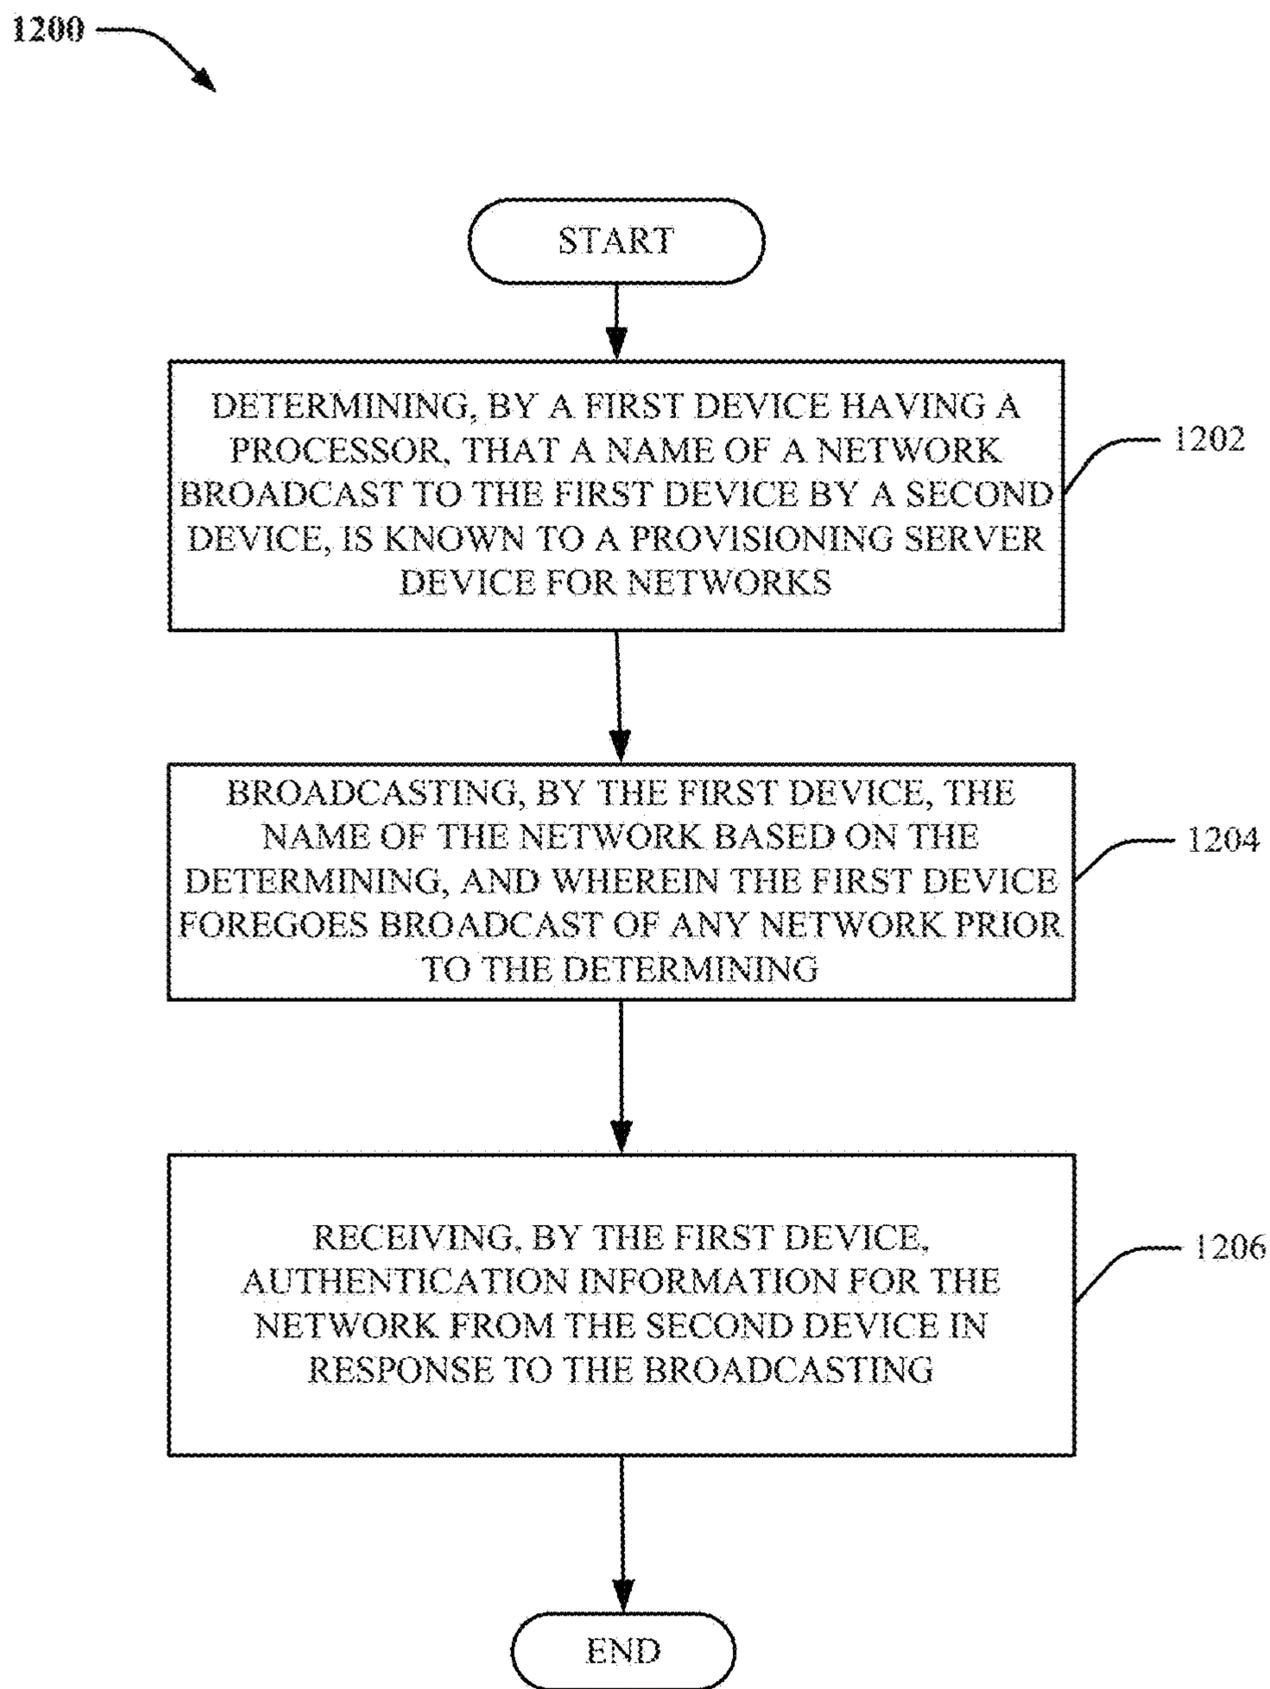 1200
START
DETERMINING, BY A FIRST DEVICE HAVING A
PROCESSOR, THAT A NAME OF A NETWORK
BROADCAST TO THE FIRST DEVICE BY A SECOND
DEVICE, IS KNOWN TO A PROVISIONING SERVER
DEVICE FOR NETWORKS
1202
BROADCASTING, BY THE FIRST DEVICE, THE
NAME OF THE NETWORK BASED ON THE
DETERMINING, AND WHEREIN THE FIRST DEVICE
FOREGOES BROADCAST OF ANY NETWORK PRIOR
TO THE DETERMINING
1204
RECEIVING, BY THE FIRST DEVICE,
AUTHENTICATION INFORMATION FOR THE
NETWORK FROM THE SECOND DEVICE IN
RESPONSE TO THE BROADCASTING
1206
END